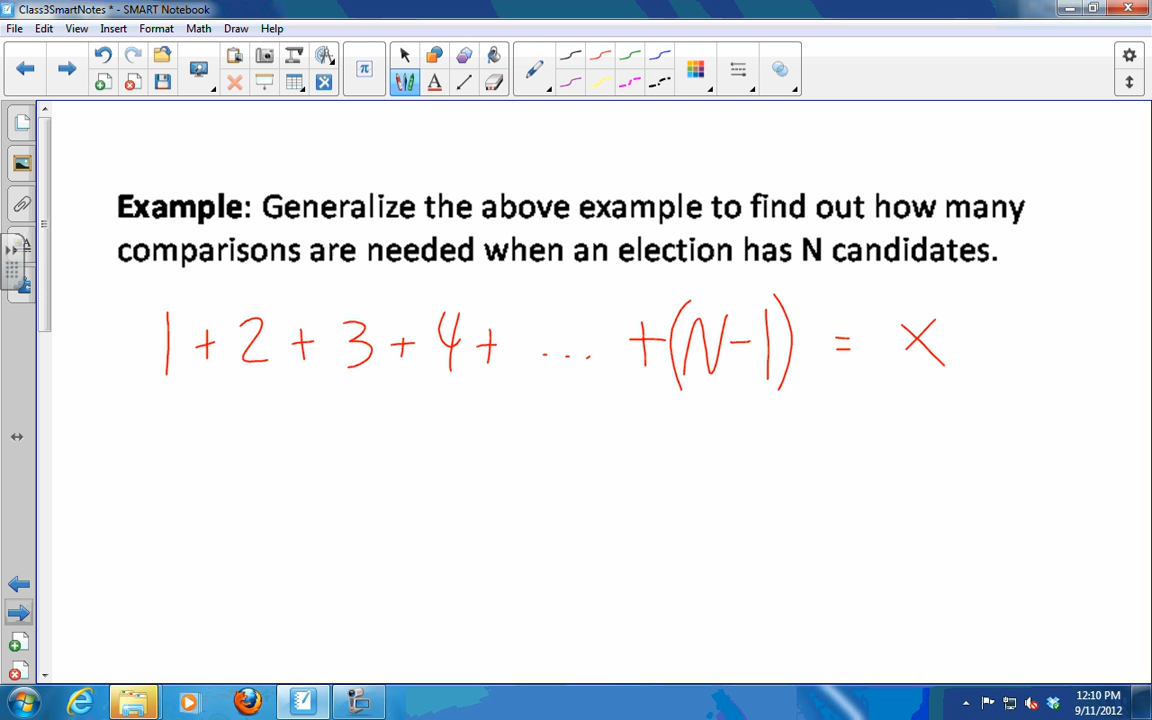 Class3SmartNotes * - SMART Notebook
File Edit View Insert Format Tools Math Draw Help
π
A
Example: Generalize the above example to find out how many
comparisons are needed when an election has N candidates.
1 + 2 + 3 + 4 + ... + (N - 1) = x
12:10 PM
9/11/2012